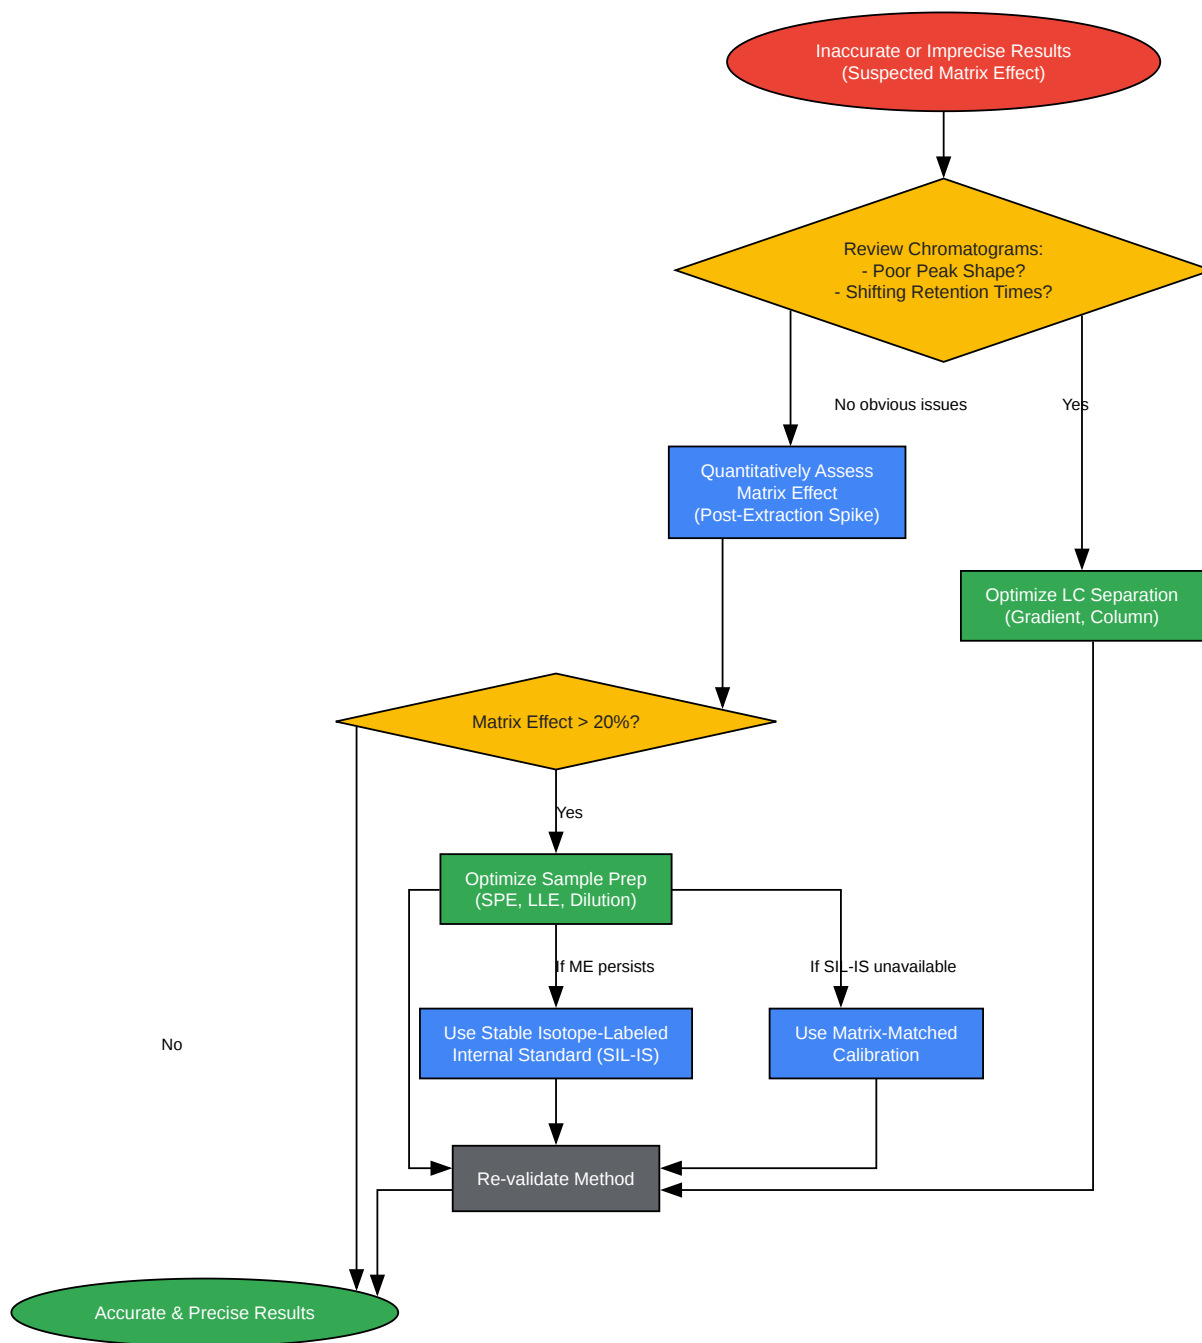 Inaccurate or Imprecise Results
(Suspected Matrix Effect)
Review Chromatograms:
- Poor Peak Shape?
- Shifting Retention Times?
No obvious issues
Yes
Quantitatively Assess
Matrix Effect
(Post-Extraction Spike)
Optimize LC Separation
(Gradient, Column)
Matrix Effect > 20%?
Yes
Optimize Sample Prep
(SPE, LLE, Dilution)
If ME persists
If SIL-IS unavailable
Use Stable Isotope-Labeled
Internal Standard (SIL-IS)
Use Matrix-Matched
Calibration
No
Re-validate Method
Accurate & Precise Results